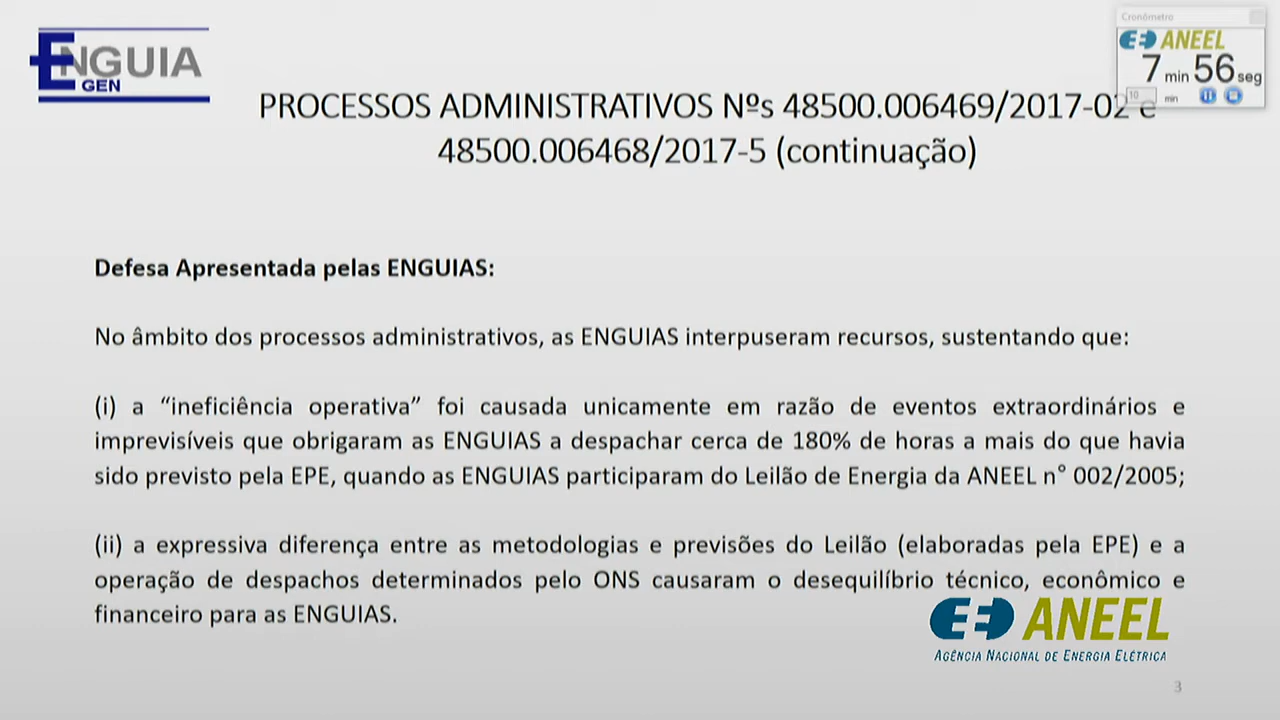 ENGUIA
GEN
Cronômetro
ANEEL
7 min 56 seg
10 min
PROCESSOS ADMINISTRATIVOS Nºs 48500.006469/2017-02 e
48500.006468/2017-5 (continuação)
Defesa Apresentada pelas ENGUIAS:
No âmbito dos processos administrativos, as ENGUIAS interpuseram recursos, sustentando que:
(i) a “ineficiência operativa” foi causada unicamente em razão de eventos extraordinários e
imprevisíveis que obrigaram as ENGUIAS a despachar cerca de 180% de horas a mais do que havia
sido previsto pela EPE, quando as ENGUIAS participaram do Leilão de Energia da ANEEL n° 002/2005;
(ii) a expressiva diferença entre as metodologias e previsões do Leilão (elaboradas pela EPE) e a
operação de despachos determinados pelo ONS causaram o desequilíbrio técnico, econômico e
financeiro para as ENGUIAS.
ANEEL
AGÊNCIA NACIONAL DE ENERGIA ELÉTRICA
3